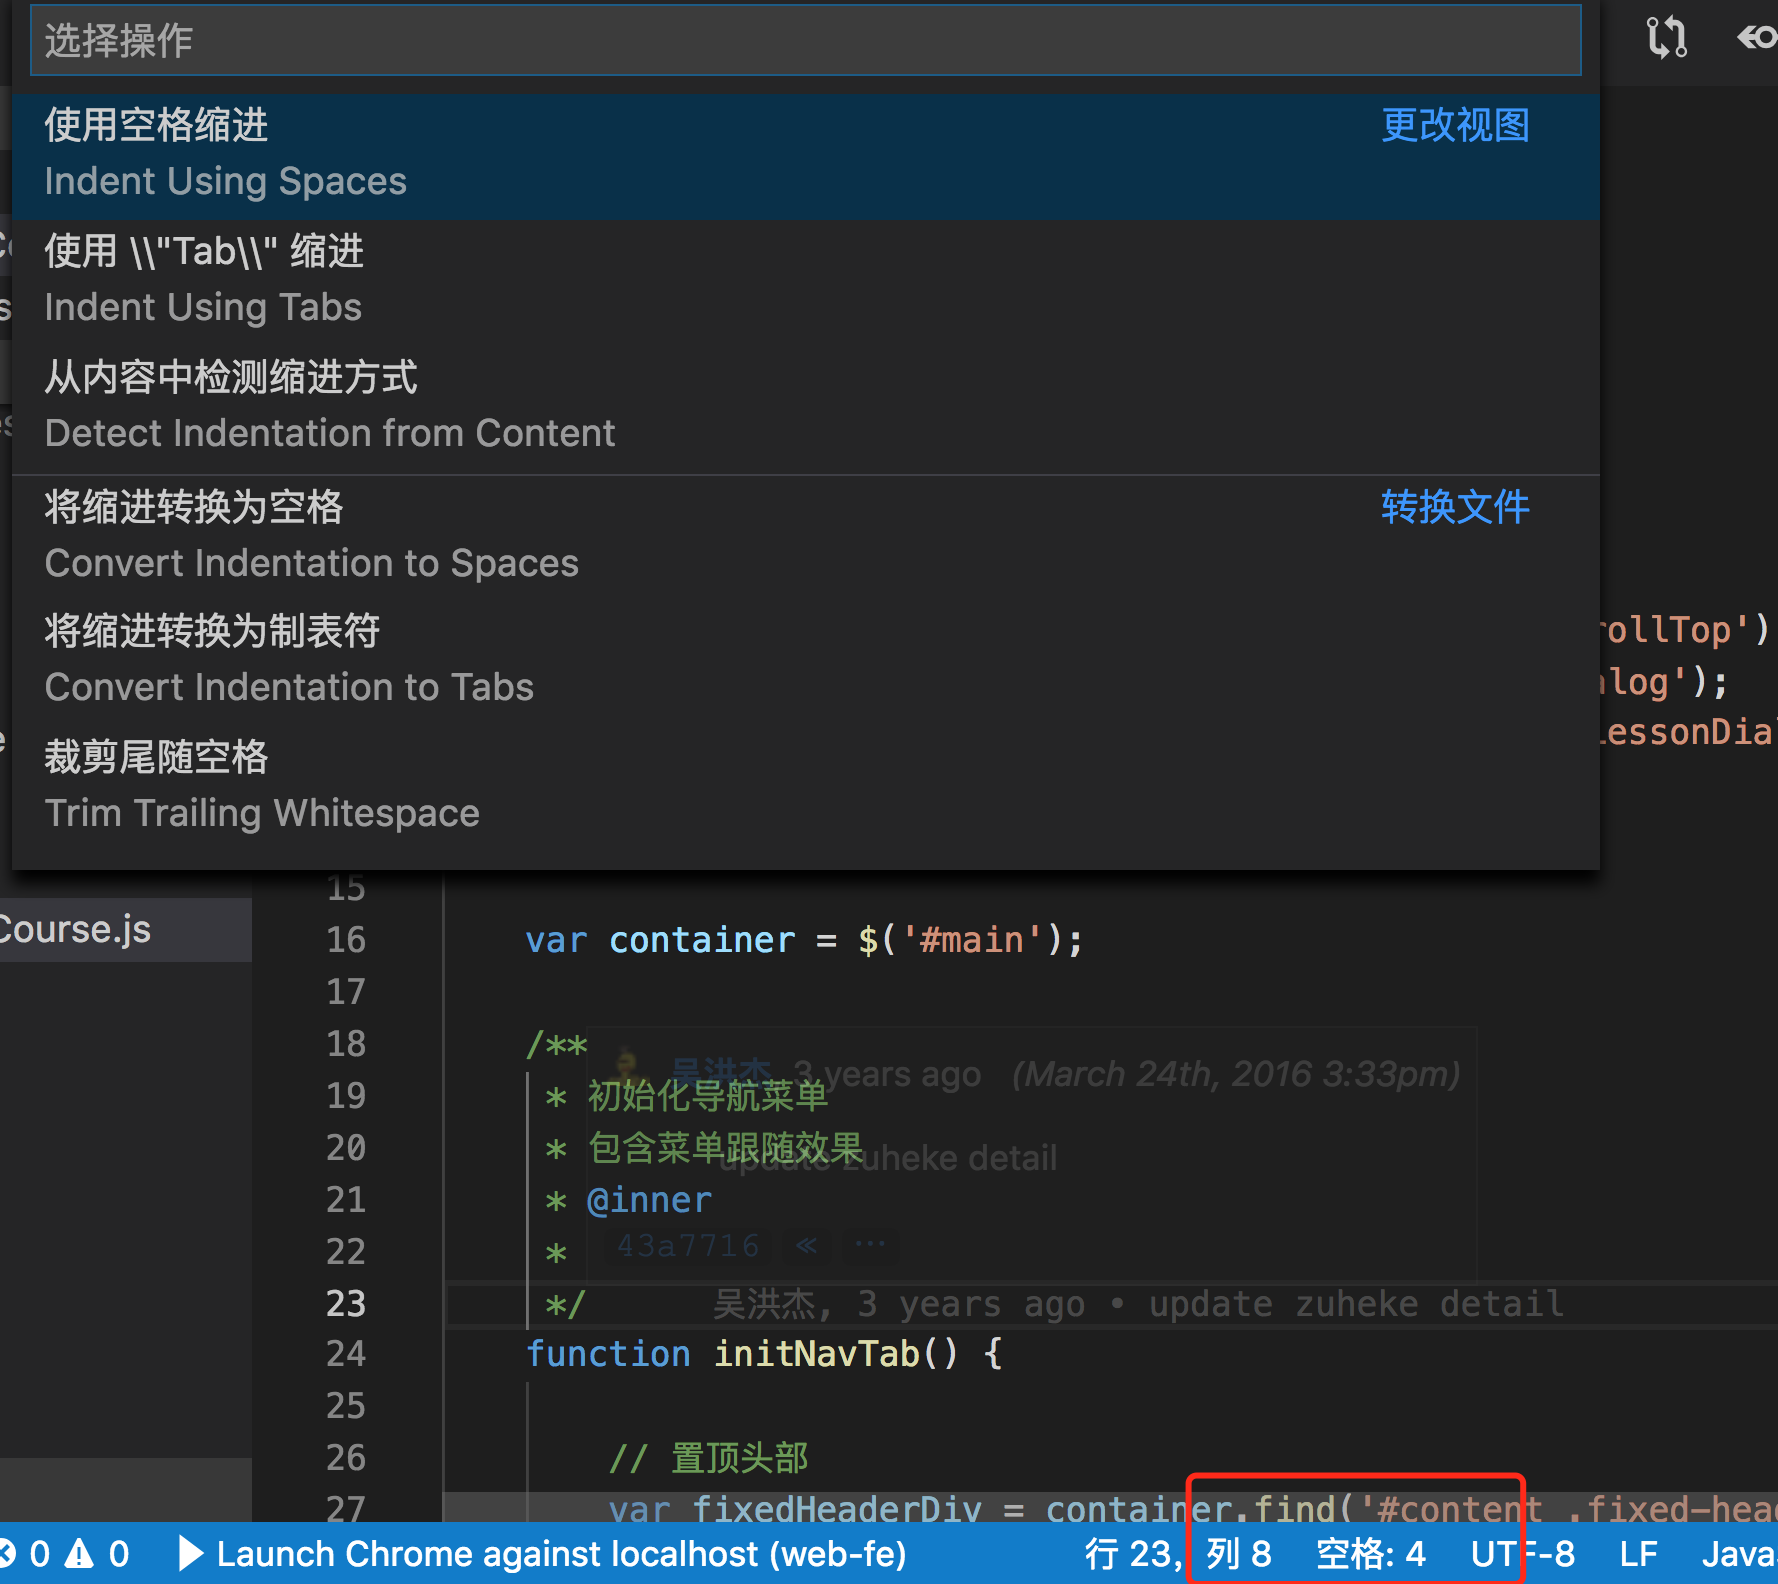 选择操作
使用空格缩进 更改视图
Indent Using Spaces
使用 \\"Tab\\" 缩进
Indent Using Tabs
从内容中检测缩进方式
Detect Indentation from Content
将缩进转换为空格 转换文件
Convert Indentation to Spaces
将缩进转换为制表符
Convert Indentation to Tabs
裁剪尾随空格
Trim Trailing Whitespace
rollTop')
alog');
LessonDia
15
Course.js
16 var container = $('#main');
17
18 /**
吴洪杰 3 years ago (March 24th, 2016 3:33pm)
19 * 初始化导航菜单
20 * 包含菜单跟随效果
update zuheke detail
21 * @inner
43a7716 « ···
22 *
23 */ 吴洪杰, 3 years ago • update zuheke detail
24 function initNavTab() {
25
26 // 置顶头部
27 var fixedHeaderDiv = container.find('#content .fixed-head
0 0 Launch Chrome against localhost (web-fe) 行 23, 列 8 空格: 4 UTF-8 LF Java